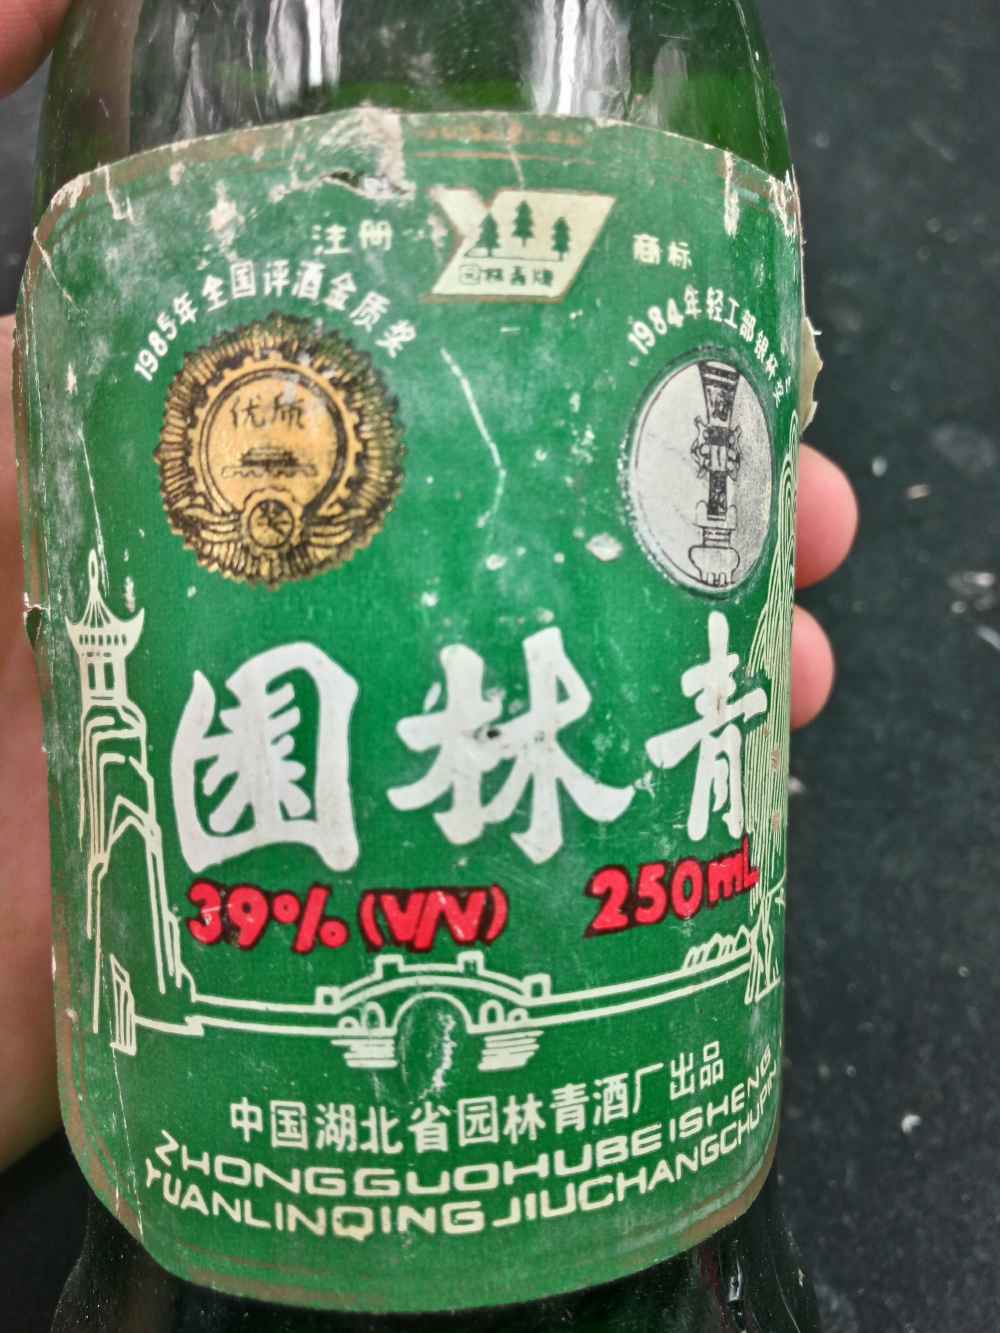 注册 商标
园林青牌
1985年全国评酒金质奖
1984年轻工部银杯奖
优质
園林青
39%(V/V) 250mL
中国湖北省园林青酒厂出品
ZHONGGUOHUBEISHENG
YUANLINQINGJIUCHANGCHUPIN